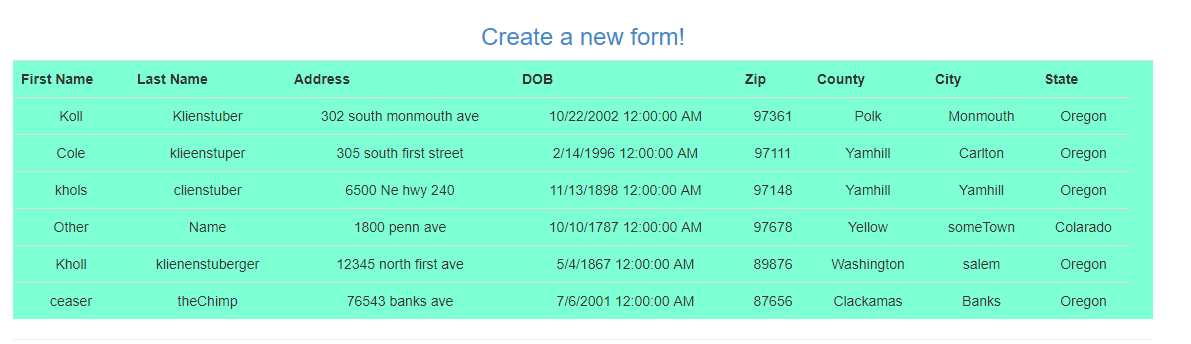 Create a new form!
First Name Last Name Address DOB Zip County City State
Koll Klienstuber 302 south monmouth ave 10/22/2002 12:00:00 AM 97361 Polk Monmouth Oregon
Cole klieenstuper 305 south first street 2/14/1996 12:00:00 AM 97111 Yamhill Carlton Oregon
khols clienstuber 6500 Ne hwy 240 11/13/1898 12:00:00 AM 97148 Yamhill Yamhill Oregon
Other Name 1800 penn ave 10/10/1787 12:00:00 AM 97678 Yellow someTown Colarado
Kholl klienenstuberger 12345 north first ave 5/4/1867 12:00:00 AM 89876 Washington salem Oregon
ceaser theChimp 76543 banks ave 7/6/2001 12:00:00 AM 87656 Clackamas Banks Oregon